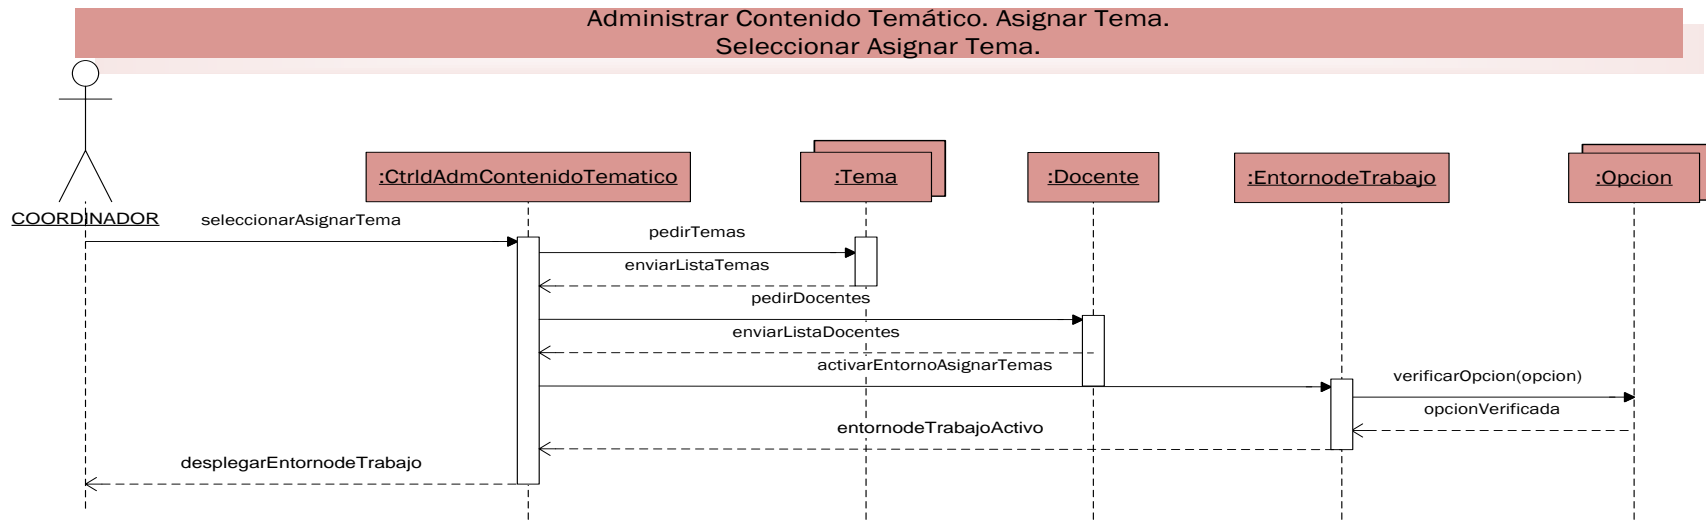 Administrar Contenido Temático. Asignar Tema.
Seleccionar Asignar Tema.
:CtrldAdmContenidoTematico
:Tema
:Docente
:EntornodeTrabajo
:Opcion
COORDINADOR
seleccionarAsignarTema
pedirTemas
enviarListaTemas
pedirDocentes
enviarListaDocentes
activarEntornoAsignarTemas
verificarOpcion(opcion)
opcionVerificada
entornodeTrabajoActivo
desplegarEntornodeTrabajo